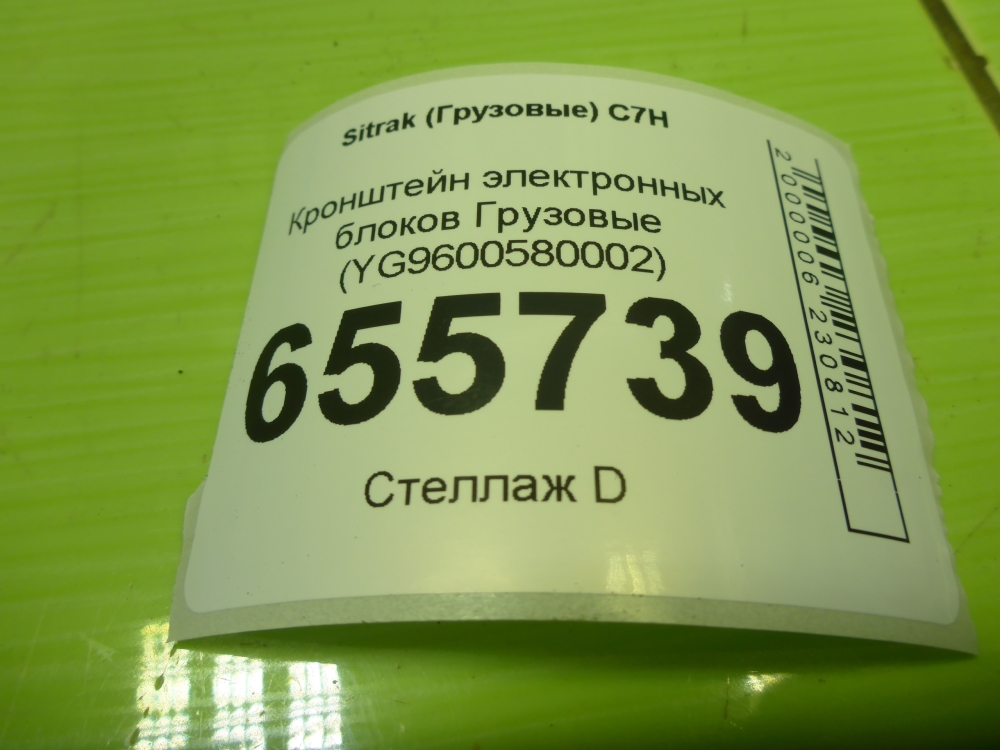 Sitrak (Грузовые) C7H
Кронштейн электронных
блоков Грузовые
(YG9600580002)
655739
Стеллаж D
2000006230812